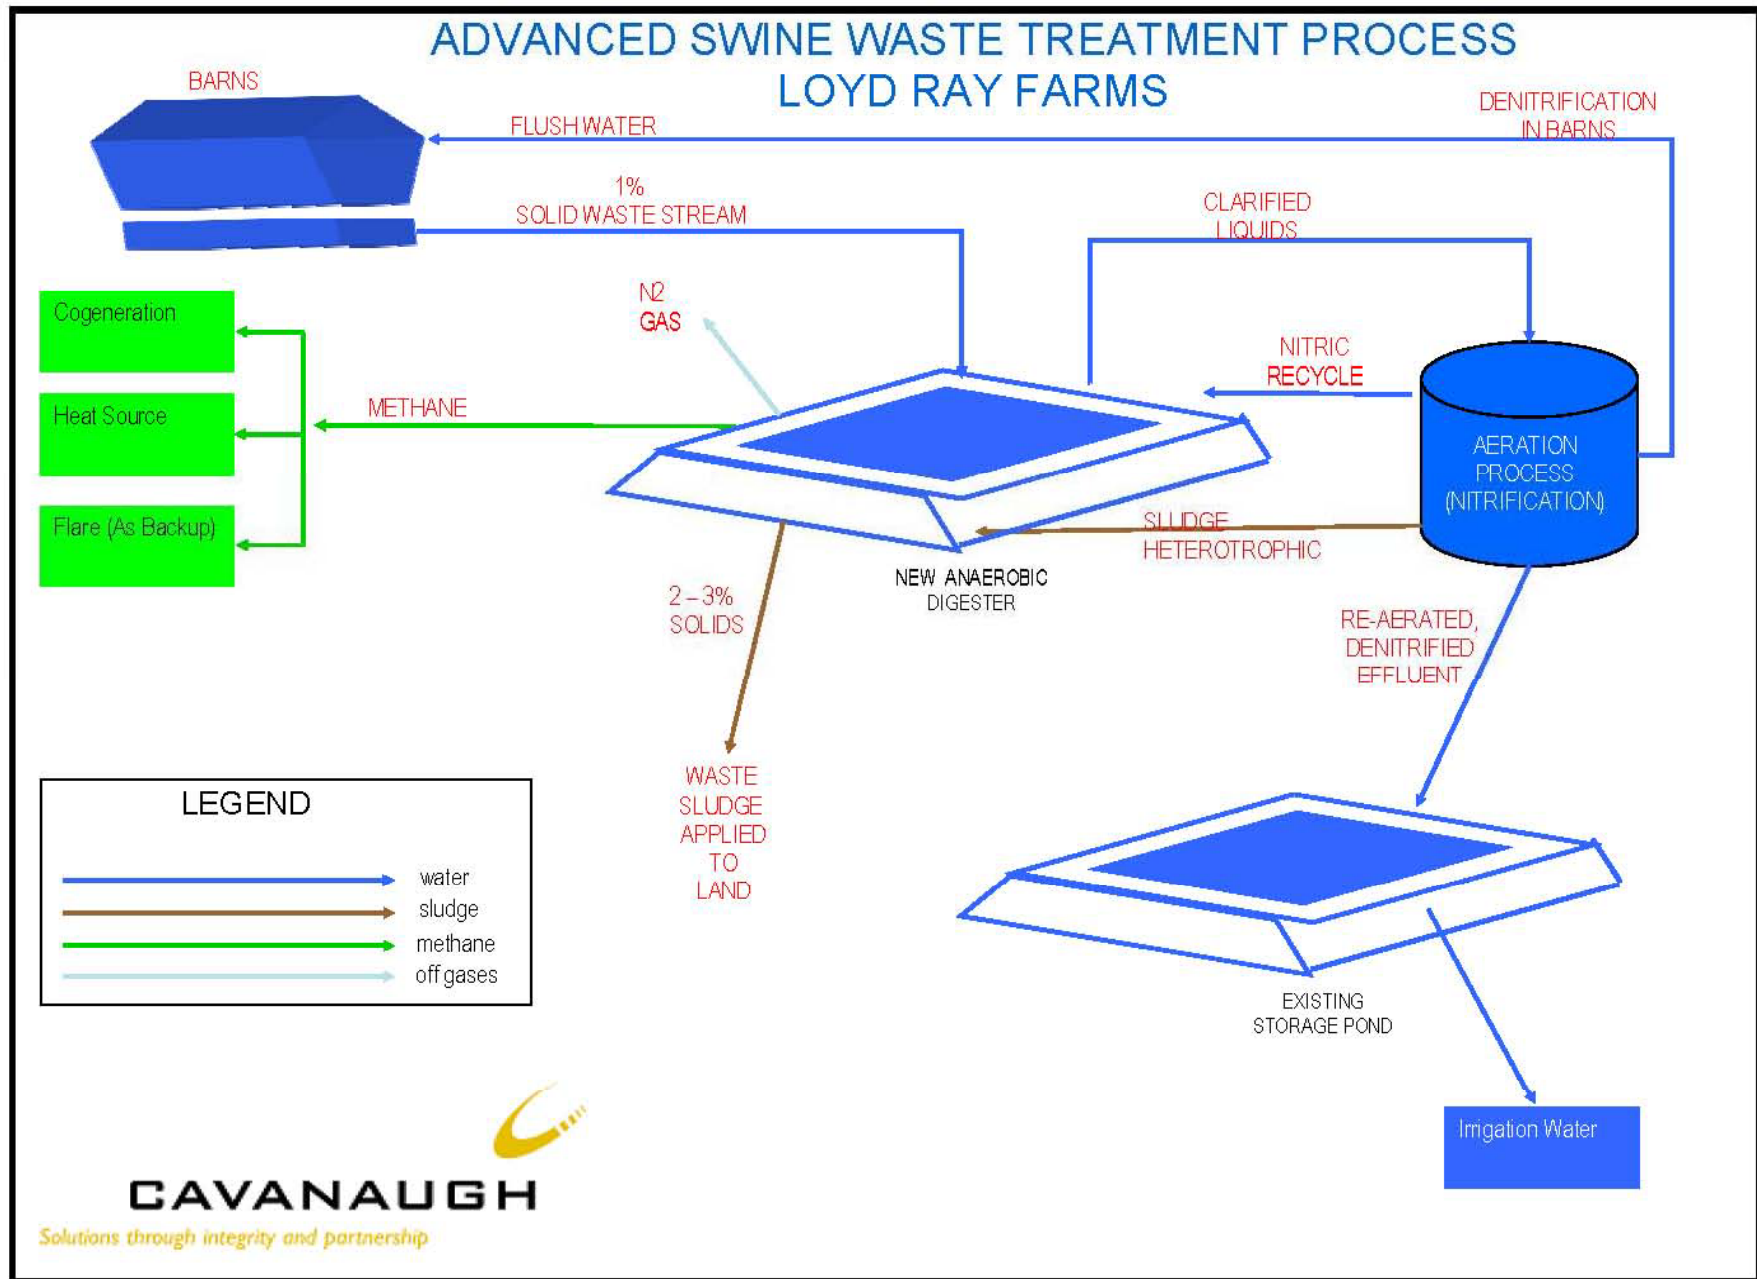 ADVANCED SWINE WASTE TREATMENT PROCESS
LOYD RAY FARMS
BARNS
FLUSH WATER
DENITRIFICATION
IN BARNS
1%
SOLID WASTE STREAM
CLARIFIED
LIQUIDS
Cogeneration
Heat Source
Flare (As Backup)
METHANE
N2
GAS
NITRIC
RECYCLE
AERATION
PROCESS
(NITRIFICATION)
SLUDGE
HETEROTROPHIC
NEW ANAEROBIC
DIGESTER
2 – 3%
SOLIDS
RE-AERATED,
DENITRIFIED
EFFLUENT
WASTE
SLUDGE
APPLIED
TO
LAND
LEGEND
water
sludge
methane
off gases
EXISTING
STORAGE POND
Irrigation Water
CAVANAUGH
Solutions through integrity and partnership